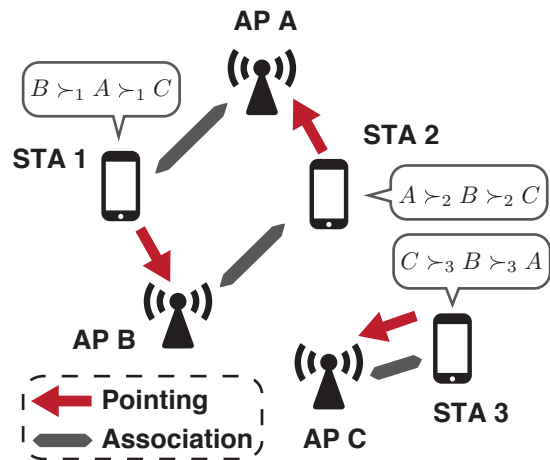 AP A
B ≻₁ A ≻₁ C
STA 1
STA 2
A ≻₂ B ≻₂ C
C ≻₃ B ≻₃ A
AP B
Pointing
Association
AP C
STA 3